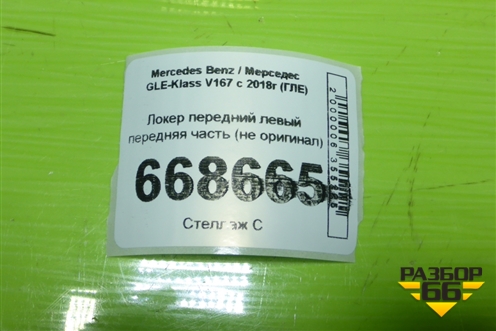 Mercedes Benz / Мерседес
GLE-Klass V167 с 2018г (ГЛЕ)
Локер передний левый
передняя часть (не оригинал)
668665
Стеллаж С
РАЗБОР
66